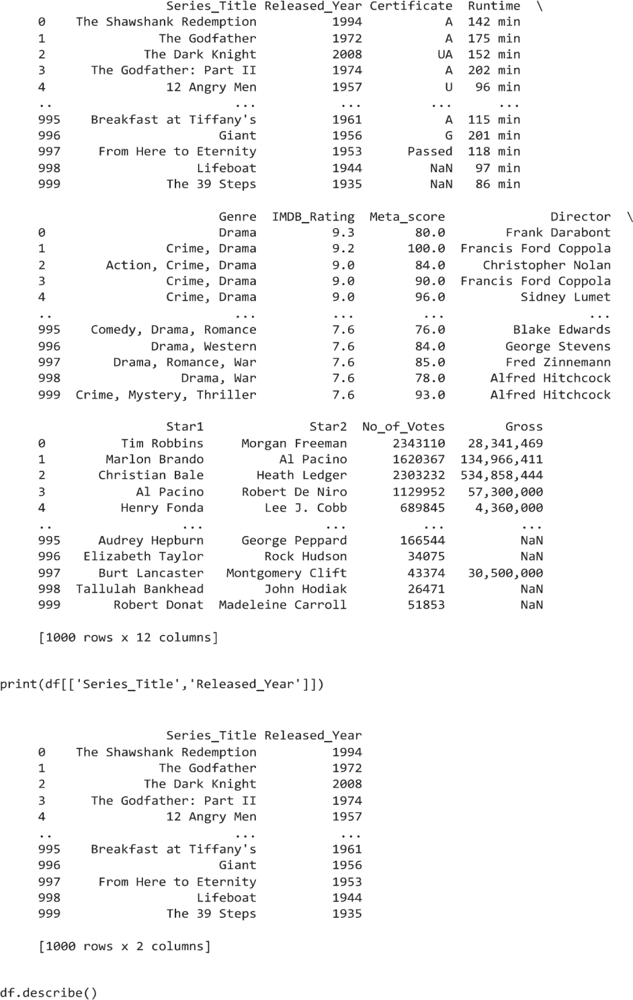 Series_Title Released_Year Certificate  Runtime  \
0    The Shawshank Redemption          1994           A  142 min
1               The Godfather          1972           A  175 min
2             The Dark Knight          2008          UA  152 min
3      The Godfather: Part II          1974           A  202 min
4                12 Angry Men          1957           U   96 min
..                        ...           ...         ...      ...
995    Breakfast at Tiffany's          1961           A  115 min
996                     Giant          1956           G  201 min
997     From Here to Eternity          1953      Passed  118 min
998                  Lifeboat          1944         NaN   97 min
999              The 39 Steps          1935         NaN   86 min
                       Genre  IMDB_Rating  Meta_score              Director  \
0                      Drama          9.3        80.0        Frank Darabont
1               Crime, Drama          9.2       100.0  Francis Ford Coppola
2       Action, Crime, Drama          9.0        84.0     Christopher Nolan
3               Crime, Drama          9.0        90.0  Francis Ford Coppola
4               Crime, Drama          9.0        96.0          Sidney Lumet
..                       ...          ...         ...                   ...
995   Comedy, Drama, Romance          7.6        76.0         Blake Edwards
996           Drama, Western          7.6        84.0        George Stevens
997      Drama, Romance, War          7.6        85.0        Fred Zinnemann
998               Drama, War          7.6        78.0      Alfred Hitchcock
999 Crime, Mystery, Thriller          7.6        93.0      Alfred Hitchcock
                 Star1              Star2  No_of_Votes        Gross
0          Tim Robbins     Morgan Freeman      2343110   28,341,469
1        Marlon Brando          Al Pacino      1620367  134,966,411
2       Christian Bale       Heath Ledger      2303232  534,858,444
3            Al Pacino     Robert De Niro      1129952   57,300,000
4          Henry Fonda        Lee J. Cobb       689845    4,360,000
..                 ...                ...          ...          ...
995     Audrey Hepburn     George Peppard       166544          NaN
996   Elizabeth Taylor        Rock Hudson        34075          NaN
997     Burt Lancaster   Montgomery Clift        43374   30,500,000
998  Tallulah Bankhead        John Hodiak        26471          NaN
999       Robert Donat  Madeleine Carroll        51853          NaN
[1000 rows x 12 columns]
print(df[['Series_Title','Released_Year']])
                Series_Title Released_Year
0    The Shawshank Redemption          1994
1               The Godfather          1972
2             The Dark Knight          2008
3      The Godfather: Part II          1974
4                12 Angry Men          1957
..                        ...           ...
995    Breakfast at Tiffany's          1961
996                     Giant          1956
997     From Here to Eternity          1953
998                  Lifeboat          1944
999              The 39 Steps          1935
[1000 rows x 2 columns]
df.describe()